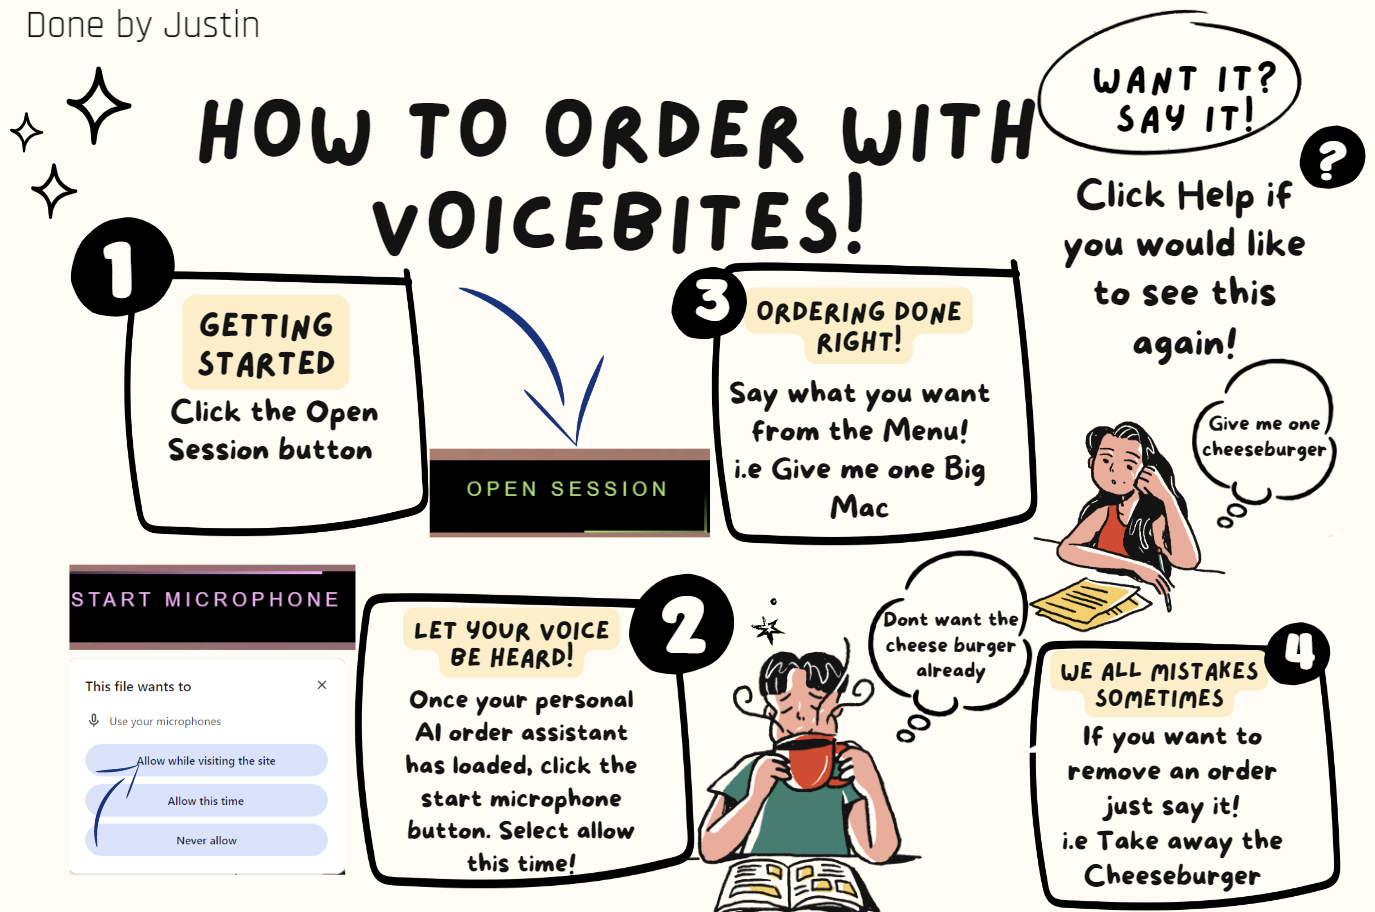 Done by Justin
HOW TO ORDER WITH
VOICEBITES!
WANT IT?
SAY IT!
?
Click Help if
you would like
to see this
again!
1
GETTING
STARTED
Click the Open
Session button
OPEN SESSION
3
ORDERING DONE
RIGHT!
Say what you want
from the Menu!
i.e Give me one Big
Mac
Give me one
cheeseburger
START MICROPHONE
This file wants to
×
Use your microphones
Allow while visiting the site
Allow this time
Never allow
2
LET YOUR VOICE
BE HEARD!
Once your personal
AI order assistant
has loaded, click the
start microphone
button. Select allow
this time!
Dont want the
cheese burger
already
4
WE ALL MISTAKES
SOMETIMES
If you want to
remove an order
just say it!
i.e Take away the
Cheeseburger